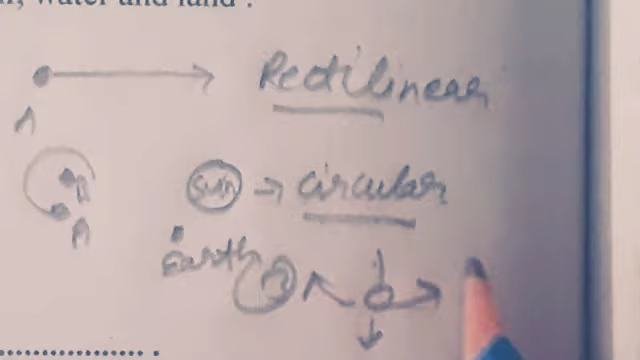 , water and land .
Rectilinear
A
sun → circular
A
Earth